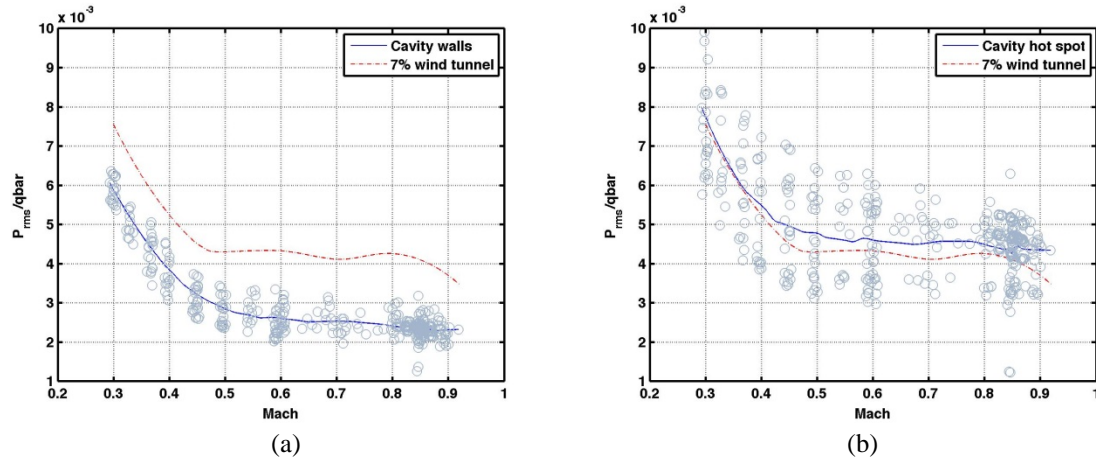 x 10⁻³
10
9
8
7
6
5
4
3
2
1
P_rms/qbar
0.2 0.3 0.4 0.5 0.6 0.7 0.8 0.9 1
Mach
Cavity walls
7% wind tunnel
(a)
x 10⁻³
10
9
8
7
6
5
4
3
2
1
P_rms/qbar
0.2 0.3 0.4 0.5 0.6 0.7 0.8 0.9 1
Mach
Cavity hot spot
7% wind tunnel
(b)